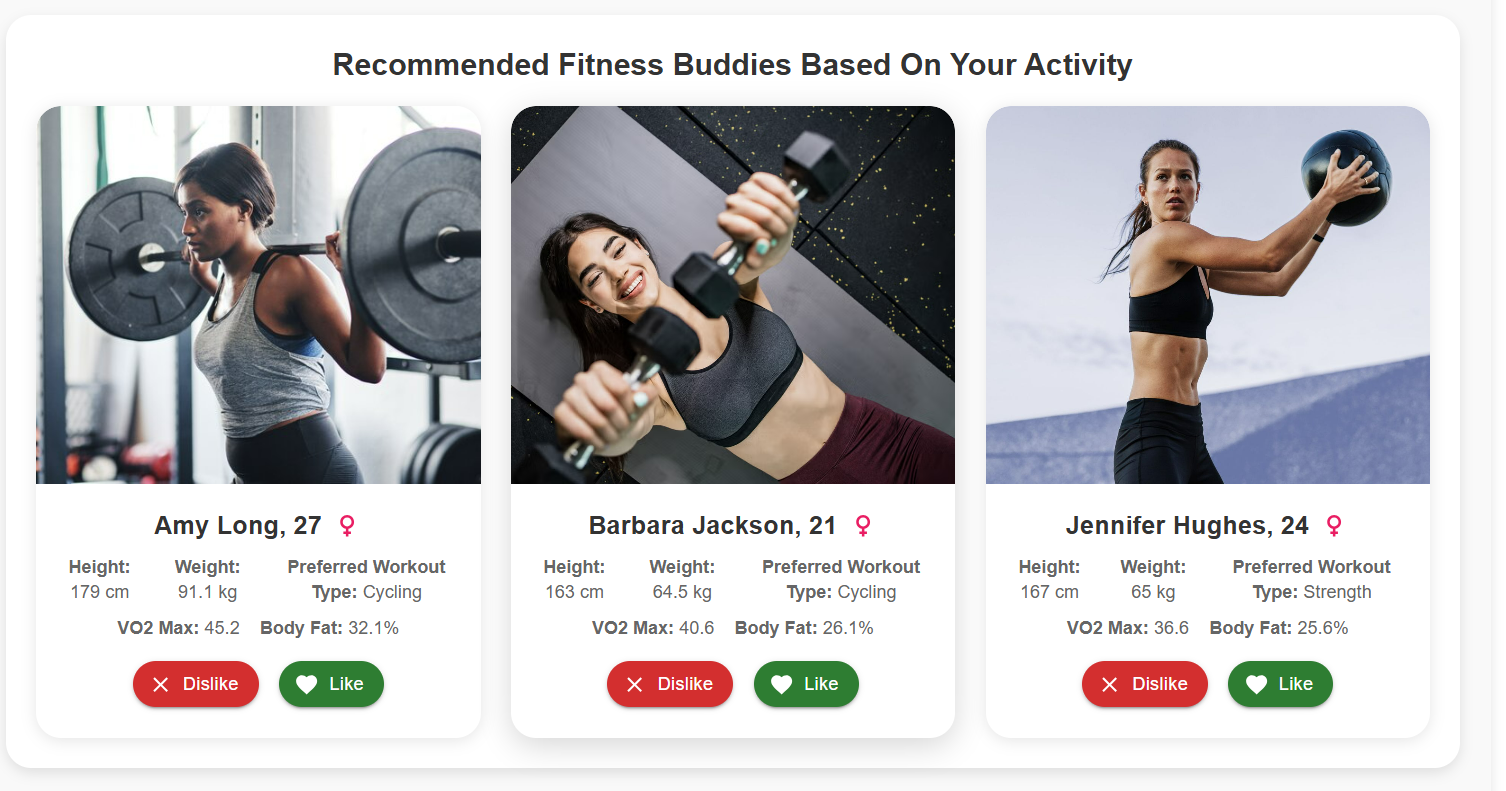 Recommended Fitness Buddies Based On Your Activity
Amy Long, 27
Height: Weight: Preferred Workout
179 cm 91.1 kg Type: Cycling
VO2 Max: 45.2 Body Fat: 32.1%
Dislike Like
Barbara Jackson, 21
Height: Weight: Preferred Workout
163 cm 64.5 kg Type: Cycling
VO2 Max: 40.6 Body Fat: 26.1%
Dislike Like
Jennifer Hughes, 24
Height: Weight: Preferred Workout
167 cm 65 kg Type: Strength
VO2 Max: 36.6 Body Fat: 25.6%
Dislike Like